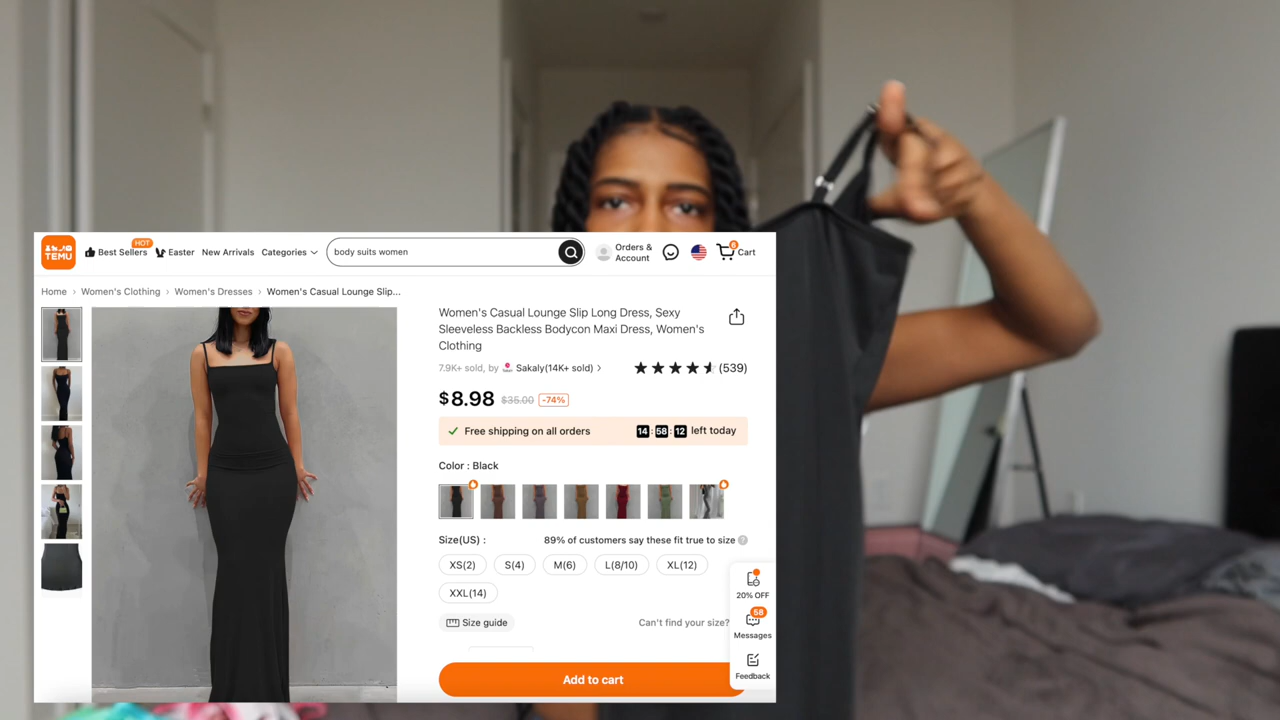 TEMU
Best Sellers
HOT
Easter
New Arrivals
Categories
body suits women
Orders &
Account
6
Cart
Home > Women's Clothing > Women's Dresses > Women's Casual Lounge Slip...
Women's Casual Lounge Slip Long Dress, Sexy
Sleeveless Backless Bodycon Maxi Dress, Women's
Clothing
7.9K+ sold, by Sakaly(14K+ sold) >
(539)
$8.98 $35.00 -74%
Free shipping on all orders
14:58:12 left today
Color : Black
Size(US) :
89% of customers say these fit true to size ?
XS(2) S(4) M(6) L(8/10) XL(12)
XXL(14)
Size guide
Can't find your size?
Add to cart
20% OFF
58
Messages
Feedback